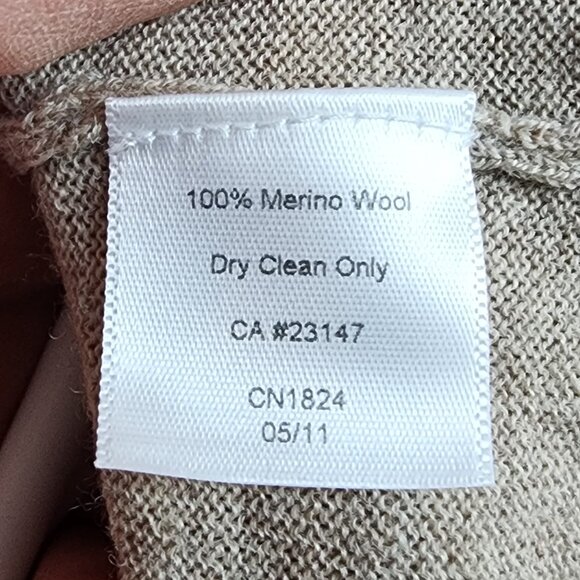 100% Merino Wool
Dry Clean Only
CA #23147
CN1824
05/11